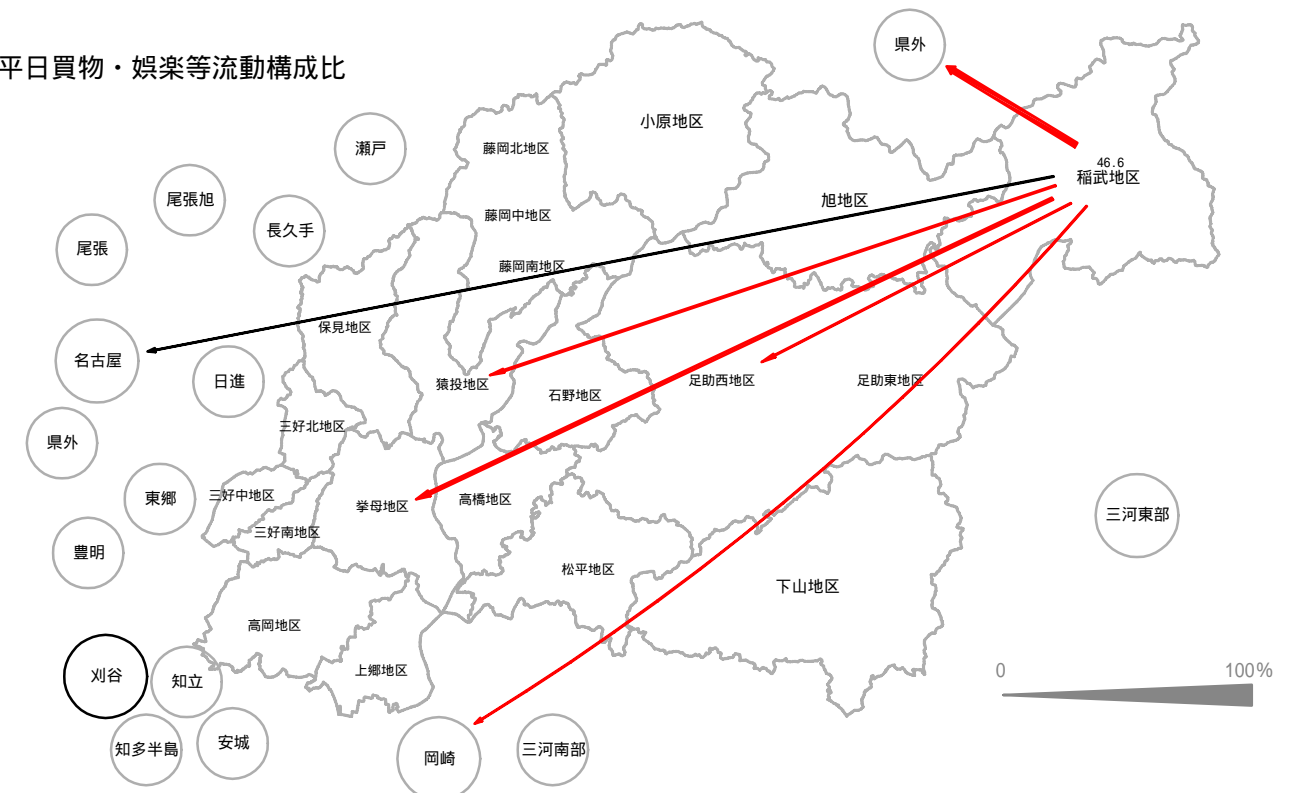 平日買物・娯楽等流動構成比
県外
小原地区
瀬戸
藤岡北地区
46.6
稲武地区
尾張旭
旭地区
藤岡中地区
長久手
尾張
藤岡南地区
保見地区
名古屋
日進
猿投地区
石野地区
足助西地区
足助東地区
三好北地区
県外
東郷
三好中地区
挙母地区
高橋地区
三河東部
三好南地区
豊明
松平地区
下山地区
高岡地区
上郷地区
0
100%
刈谷
知立
知多半島
安城
岡崎
三河南部